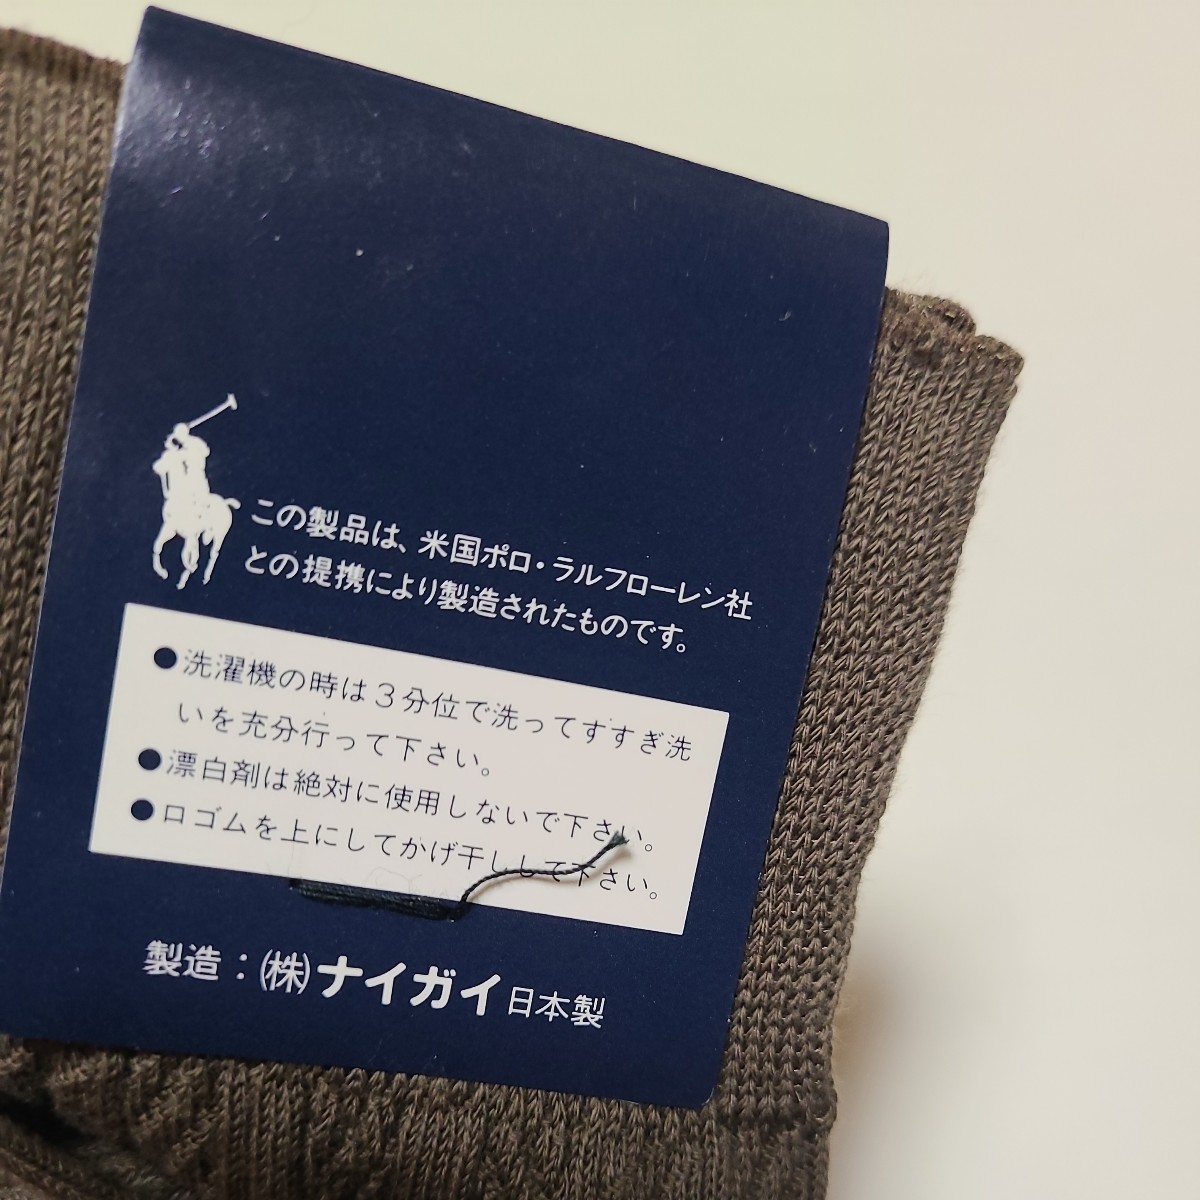 この製品は、米国ポロ・ラルフローレン社
との提携により製造されたものです。
●洗濯機の時は3分位で洗ってすすぎ洗
いを充分行って下さい。
●漂白剤は絶対に使用しないで下さい。
●口ゴムを上にしてかげ干しして下さい。
製造：㈱ナイガイ日本製